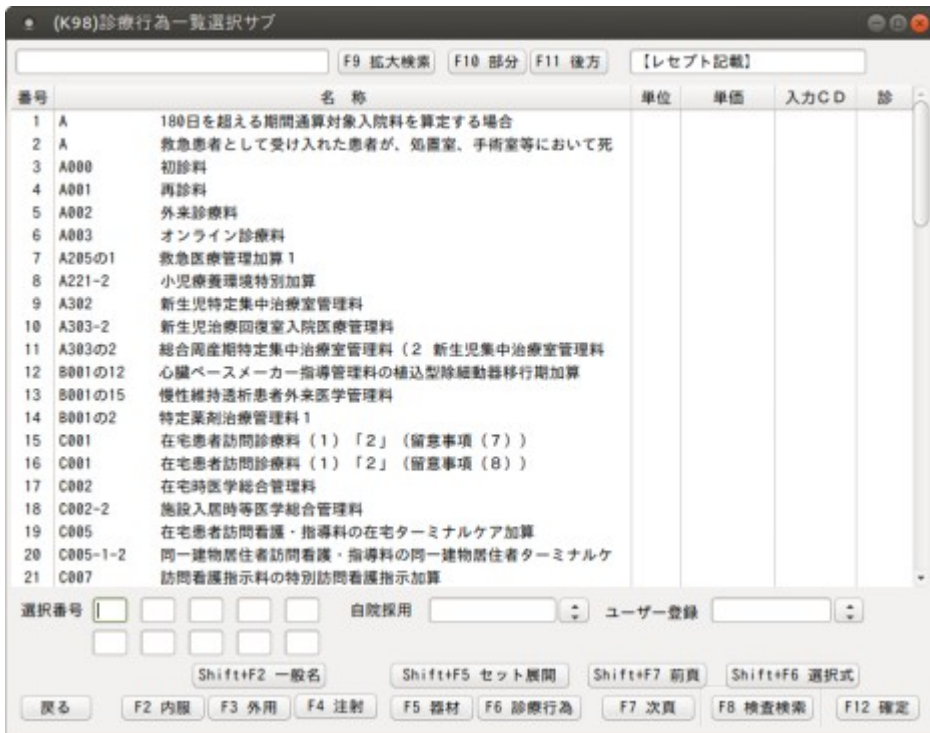 (K98)診療行為一覧選択サブ
F9 拡大検索 F10 部分 F11 後方 【レセプト記載】
番号 名 称 単位 単価 入力CD 診
1 A 180日を超える期間通算対象入院料を算定する場合
2 A 救急患者として受け入れた患者が、処置室、手術室等において死
3 A000 初診料
4 A001 再診料
5 A002 外来診療料
6 A003 オンライン診療料
7 A205の1 救急医療管理加算1
8 A221-2 小児療養環境特別加算
9 A302 新生児特定集中治療室管理料
10 A303-2 新生児治療回復室入院医療管理料
11 A303の2 総合周産期特定集中治療室管理料(2 新生児集中治療室管理料
12 B001の12 心臓ペースメーカー指導管理料の植込型除細動器移行期加算
13 B001の15 慢性維持透析患者外来医学管理料
14 B001の2 特定薬剤治療管理料1
15 C001 在宅患者訪問診療料(1)「2」(留意事項(7))
16 C001 在宅患者訪問診療料(1)「2」(留意事項(8))
17 C002 在宅時医学総合管理料
18 C002-2 施設入居時等医学総合管理料
19 C005 在宅患者訪問看護・指導料の在宅ターミナルケア加算
20 C005-1-2 同一建物居住者訪問看護・指導料の同一建物居住者ターミナルケ
21 C007 訪問看護指示料の特別訪問看護指示加算
選択番号 自院採用 ユーザー登録
Shift+F2 一般名 Shift+F5 セット展開 Shift+F7 前頁 Shift+F6 選択式
戻る F2 内服 F3 外用 F4 注射 F5 器材 F6 診療行為 F7 次頁 F8 検査検索 F12 確定